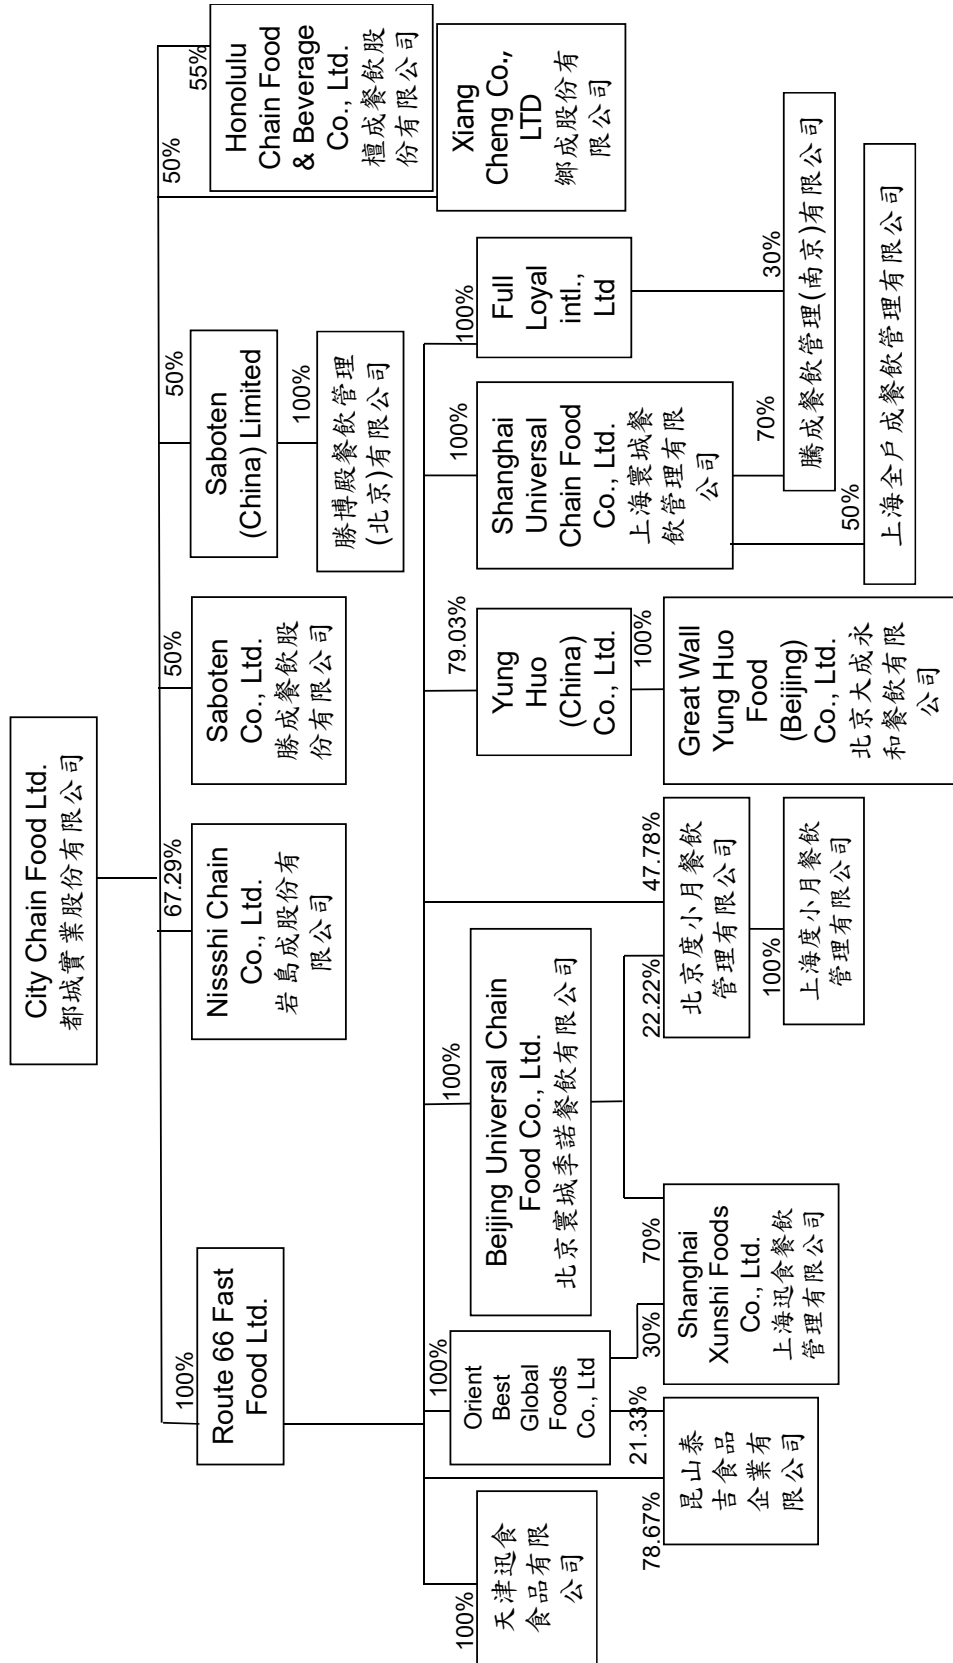 City Chain Food Ltd.
都城實業股份有限公司
100%
67.29%
50%
50%
50%
55%
Route 66 Fast
Food Ltd.
Nissshi Chain
Co., Ltd.
岩島成股份有
限公司
Saboten
Co., Ltd.
勝成餐飲股
份有限公司
Saboten
(China) Limited
100%
勝博殿餐飲管理
(北京)有限公司
Honolulu
Chain Food
& Beverage
Co., Ltd.
檀成餐飲股
份有限公司
Xiang
Cheng Co.,
LTD
鄉成股份有
限公司
100%
天津迅食
食品有限
公司
100%
Orient
Best
Global
Foods
Co., Ltd
100%
Beijing Universal Chain
Food Co., Ltd.
北京寰城季諾餐飲有限公司
79.03%
Yung
Huo
(China)
Co., Ltd.
100%
Shanghai
Universal
Chain Food
Co., Ltd.
上海寰城餐
飲管理有限
公司
100%
Full
Loyal
intl.,
Ltd
78.67%
21.33%
昆山泰
吉食品
企業有
限公司
30%
70%
Shanghai
Xunshi Foods
Co., Ltd.
上海迅食餐飲
管理有限公司
22.22%
47.78%
北京度小月餐飲
管理有限公司
100%
上海度小月餐飲
管理有限公司
100%
Great Wall
Yung Huo
Food
(Beijing)
Co., Ltd.
北京大成永
和餐飲有限
公司
70%
30%
騰成餐飲管理(南京)有限公司
50%
上海全戶成餐飲管理有限公司